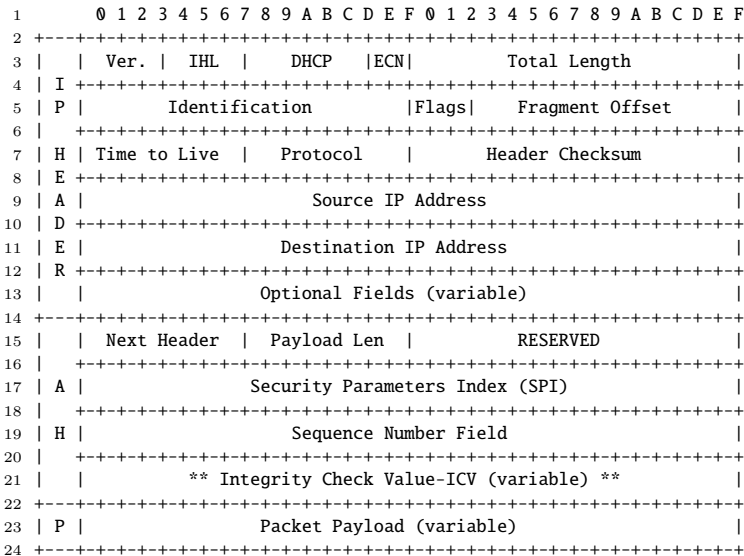 1       0 1 2 3 4 5 6 7 8 9 A B C D E F 0 1 2 3 4 5 6 7 8 9 A B C D E F
2  +---+-+-+-+-+-+-+-+-+-+-+-+-+-+-+-+-+-+-+-+-+-+-+-+-+-+-+-+-+-+-+-+-+
3  |   |  Ver. |  IHL  |    DHCP   |ECN|         Total Length          |
4  | I +-+-+-+-+-+-+-+-+-+-+-+-+-+-+-+-+-+-+-+-+-+-+-+-+-+-+-+-+-+-+-+-+
5  | P |        Identification         |Flags|    Fragment Offset      |
6  |   +-+-+-+-+-+-+-+-+-+-+-+-+-+-+-+-+-+-+-+-+-+-+-+-+-+-+-+-+-+-+-+-+
7  | H | Time to Live  |   Protocol    |       Header Checksum         |
8  | E +-+-+-+-+-+-+-+-+-+-+-+-+-+-+-+-+-+-+-+-+-+-+-+-+-+-+-+-+-+-+-+-+
9  | A |                      Source IP Address                        |
10 | D +-+-+-+-+-+-+-+-+-+-+-+-+-+-+-+-+-+-+-+-+-+-+-+-+-+-+-+-+-+-+-+-+
11 | E |                   Destination IP Address                      |
12 | R +-+-+-+-+-+-+-+-+-+-+-+-+-+-+-+-+-+-+-+-+-+-+-+-+-+-+-+-+-+-+-+-+
13 |   |                 Optional Fields (variable)                    |
14 +---+-+-+-+-+-+-+-+-+-+-+-+-+-+-+-+-+-+-+-+-+-+-+-+-+-+-+-+-+-+-+-+-+
15 |   |  Next Header  |  Payload Len  |          RESERVED             |
16 |   +-+-+-+-+-+-+-+-+-+-+-+-+-+-+-+-+-+-+-+-+-+-+-+-+-+-+-+-+-+-+-+-+
17 | A |                Security Parameters Index (SPI)                |
18 |   +-+-+-+-+-+-+-+-+-+-+-+-+-+-+-+-+-+-+-+-+-+-+-+-+-+-+-+-+-+-+-+-+
19 | H |                    Sequence Number Field                      |
20 |   +-+-+-+-+-+-+-+-+-+-+-+-+-+-+-+-+-+-+-+-+-+-+-+-+-+-+-+-+-+-+-+-+
21 |   |          ** Integrity Check Value-ICV (variable) **           |
22 +---+-+-+-+-+-+-+-+-+-+-+-+-+-+-+-+-+-+-+-+-+-+-+-+-+-+-+-+-+-+-+-+-+
23 | P |                 Packet Payload (variable)                     |
24 +---+-+-+-+-+-+-+-+-+-+-+-+-+-+-+-+-+-+-+-+-+-+-+-+-+-+-+-+-+-+-+-+-+